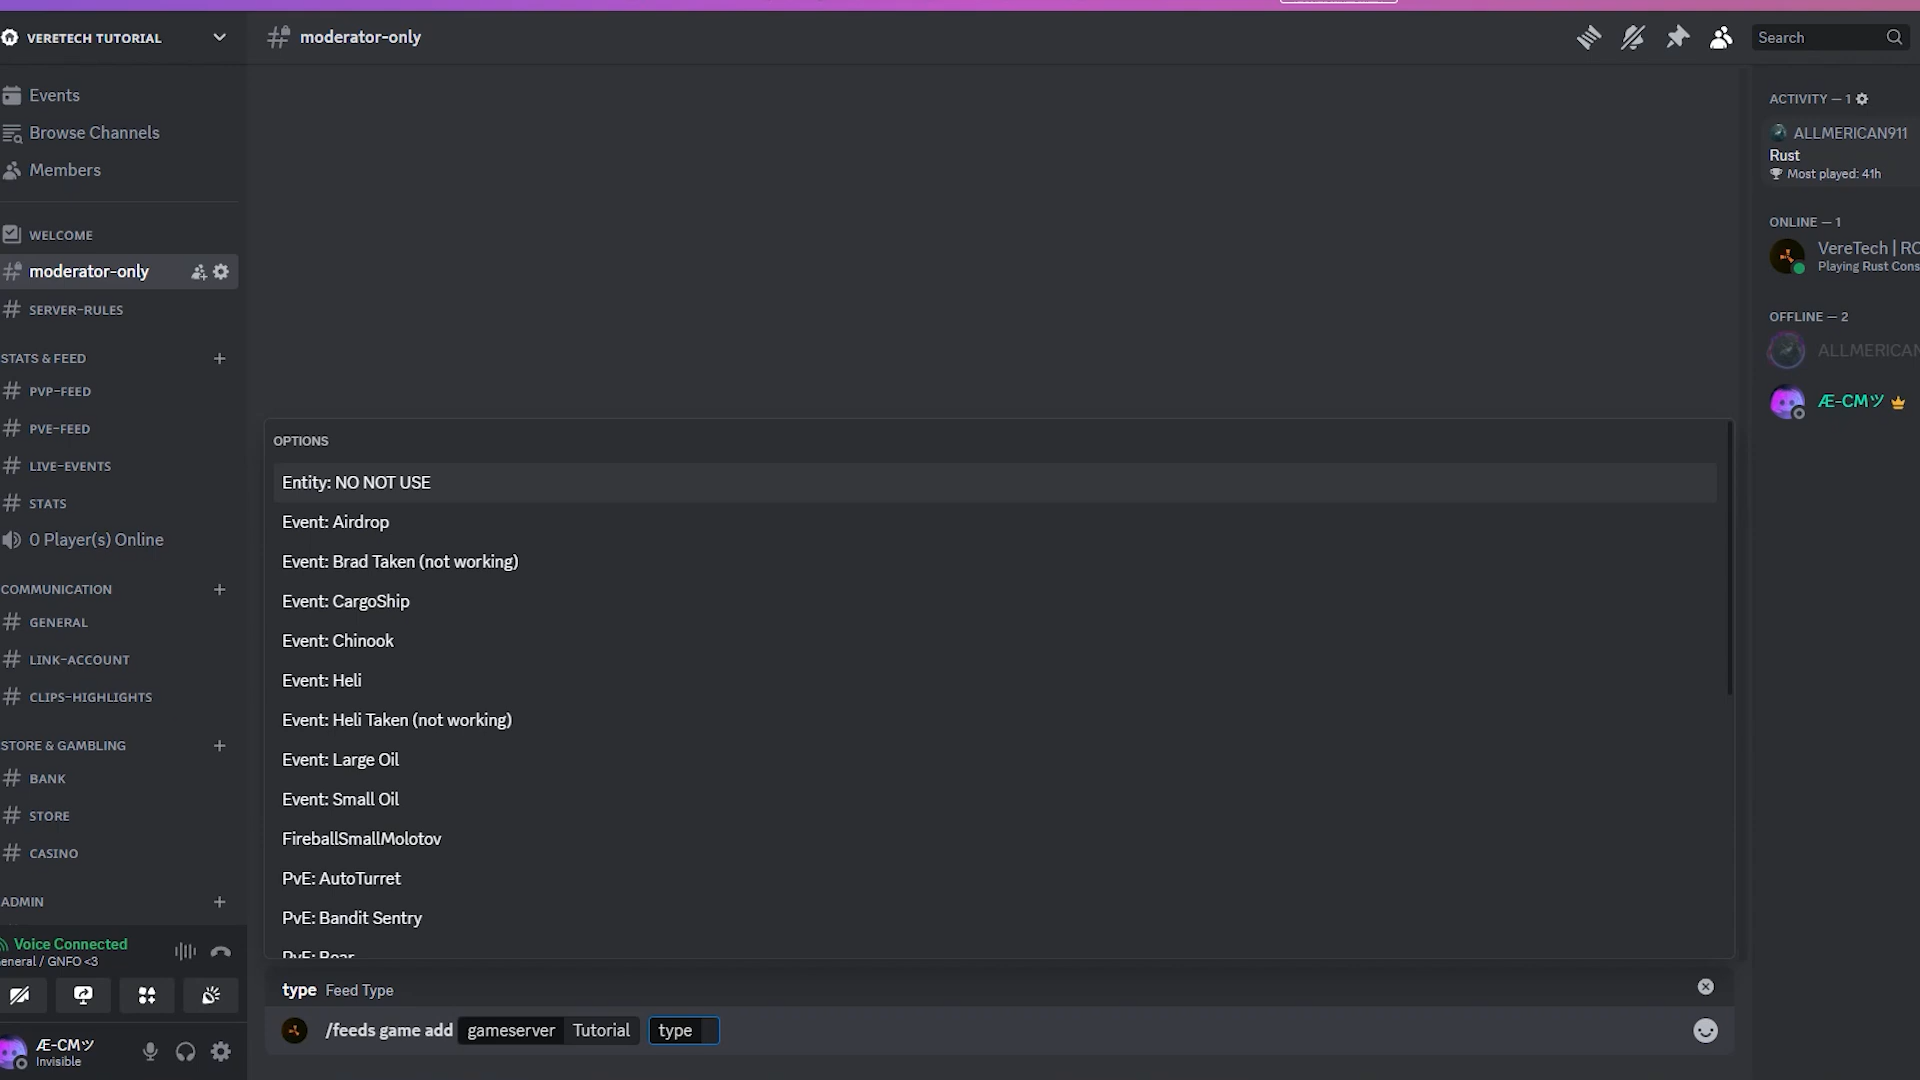 VERETECH TUTORIAL
Events
Browse Channels
Members
WELCOME
moderator-only
SERVER-RULES
STATS & FEED
PVP-FEED
PVE-FEED
LIVE-EVENTS
STATS
0 Player(s) Online
COMMUNICATION
GENERAL
LINK-ACCOUNT
CLIPS-HIGHLIGHTS
STORE & GAMBLING
BANK
STORE
CASINO
ADMIN
Voice Connected
eneral / GNFO <3
Æ-CMツ
Invisible
moderator-only
Search
OPTIONS
Entity: NO NOT USE
Event: Airdrop
Event: Brad Taken (not working)
Event: CargoShip
Event: Chinook
Event: Heli
Event: Heli Taken (not working)
Event: Large Oil
Event: Small Oil
FireballSmallMolotov
PvE: AutoTurret
PvE: Bandit Sentry
type Feed Type
/feeds game add gameserver Tutorial type
ACTIVITY — 1
ALLMERICAN911
Rust
Most played: 41h
ONLINE — 1
VereTech | RC
Playing Rust Cons
OFFLINE — 2
ALLMERICAN
Æ-CMツ